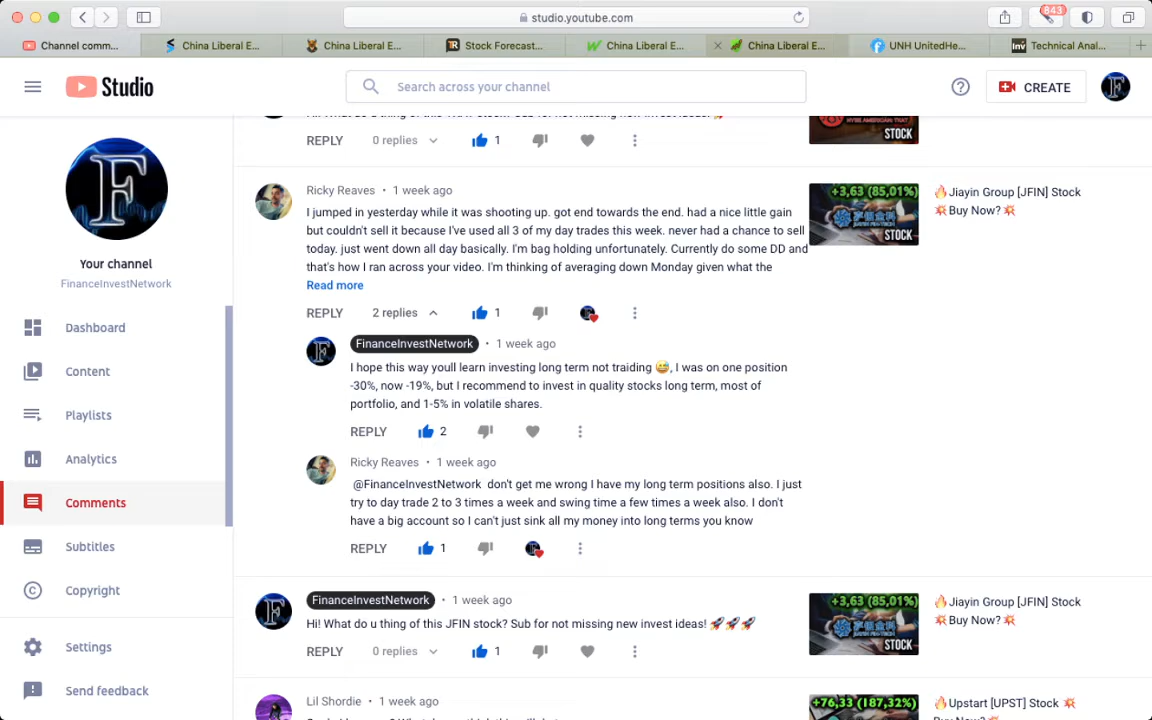 studio.youtube.com
843
Channel comm...
China Liberal E...
China Liberal E...
Stock Forecast...
China Liberal E...
China Liberal E...
UNH UnitedHe...
Technical Anal...
Studio
Search across your channel
CREATE
F
Your channel
FinanceInvestNetwork
Dashboard
Content
Playlists
Analytics
Comments
Subtitles
Copyright
Settings
Send feedback
REPLY 0 replies 1
STOCK
Ricky Reaves • 1 week ago
I jumped in yesterday while it was shooting up. got end towards the end. had a nice little gain
but couldn't sell it because I've used all 3 of my day trades this week. never had a chance to sell
today. just went down all day basically. I'm bag holding unfortunately. Currently do some DD and
that's how I ran across your video. I'm thinking of averaging down Monday given what the
Read more
REPLY 2 replies 1
+3,63 (85,01%)
STOCK
🔥Jiayin Group [JFIN] Stock
💥Buy Now?💥
FinanceInvestNetwork • 1 week ago
I hope this way youll learn investing long term not traiding 😅, I was on one position
-30%, now -19%, but I recommend to invest in quality stocks long term, most of
portfolio, and 1-5% in volatile shares.
REPLY 2
Ricky Reaves • 1 week ago
@FinanceInvestNetwork don't get me wrong I have my long term positions also. I just
try to day trade 2 to 3 times a week and swing time a few times a week also. I don't
have a big account so I can't just sink all my money into long terms you know
REPLY 1
FinanceInvestNetwork • 1 week ago
Hi! What do u thing of this JFIN stock? Sub for not missing new invest ideas! 🚀🚀🚀
REPLY 0 replies 1
+3,63 (85,01%)
STOCK
🔥Jiayin Group [JFIN] Stock
💥Buy Now?💥
Lil Shordie • 1 week ago
+76,33 (187,32%)
🔥Upstart [UPST] Stock 💥
Buy Now?💥